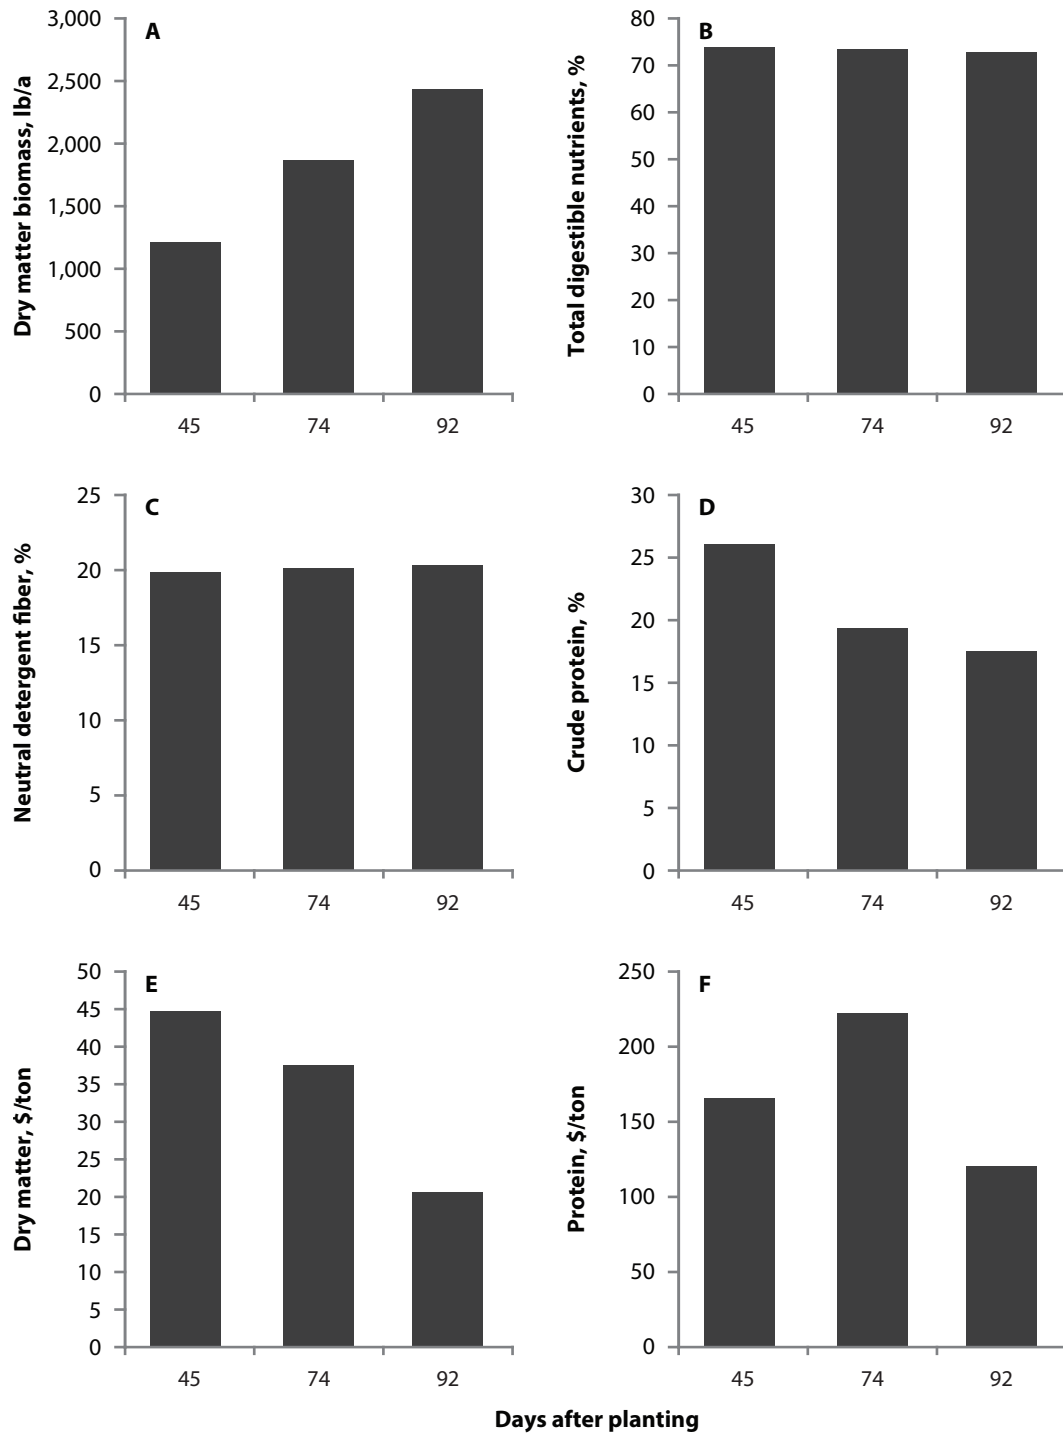 A
Dry matter biomass, lb/a
3,000
2,500
2,000
1,500
1,000
500
0
45 74 92
B
Total digestible nutrients, %
80
70
60
50
40
30
20
10
0
45 74 92
C
Neutral detergent fiber, %
25
20
15
10
5
0
45 74 92
D
Crude protein, %
30
25
20
15
10
5
0
45 74 92
E
Dry matter, $/ton
50
45
40
35
30
25
20
15
10
5
0
45 74 92
F
Protein, $/ton
250
200
150
100
50
0
45 74 92
Days after planting